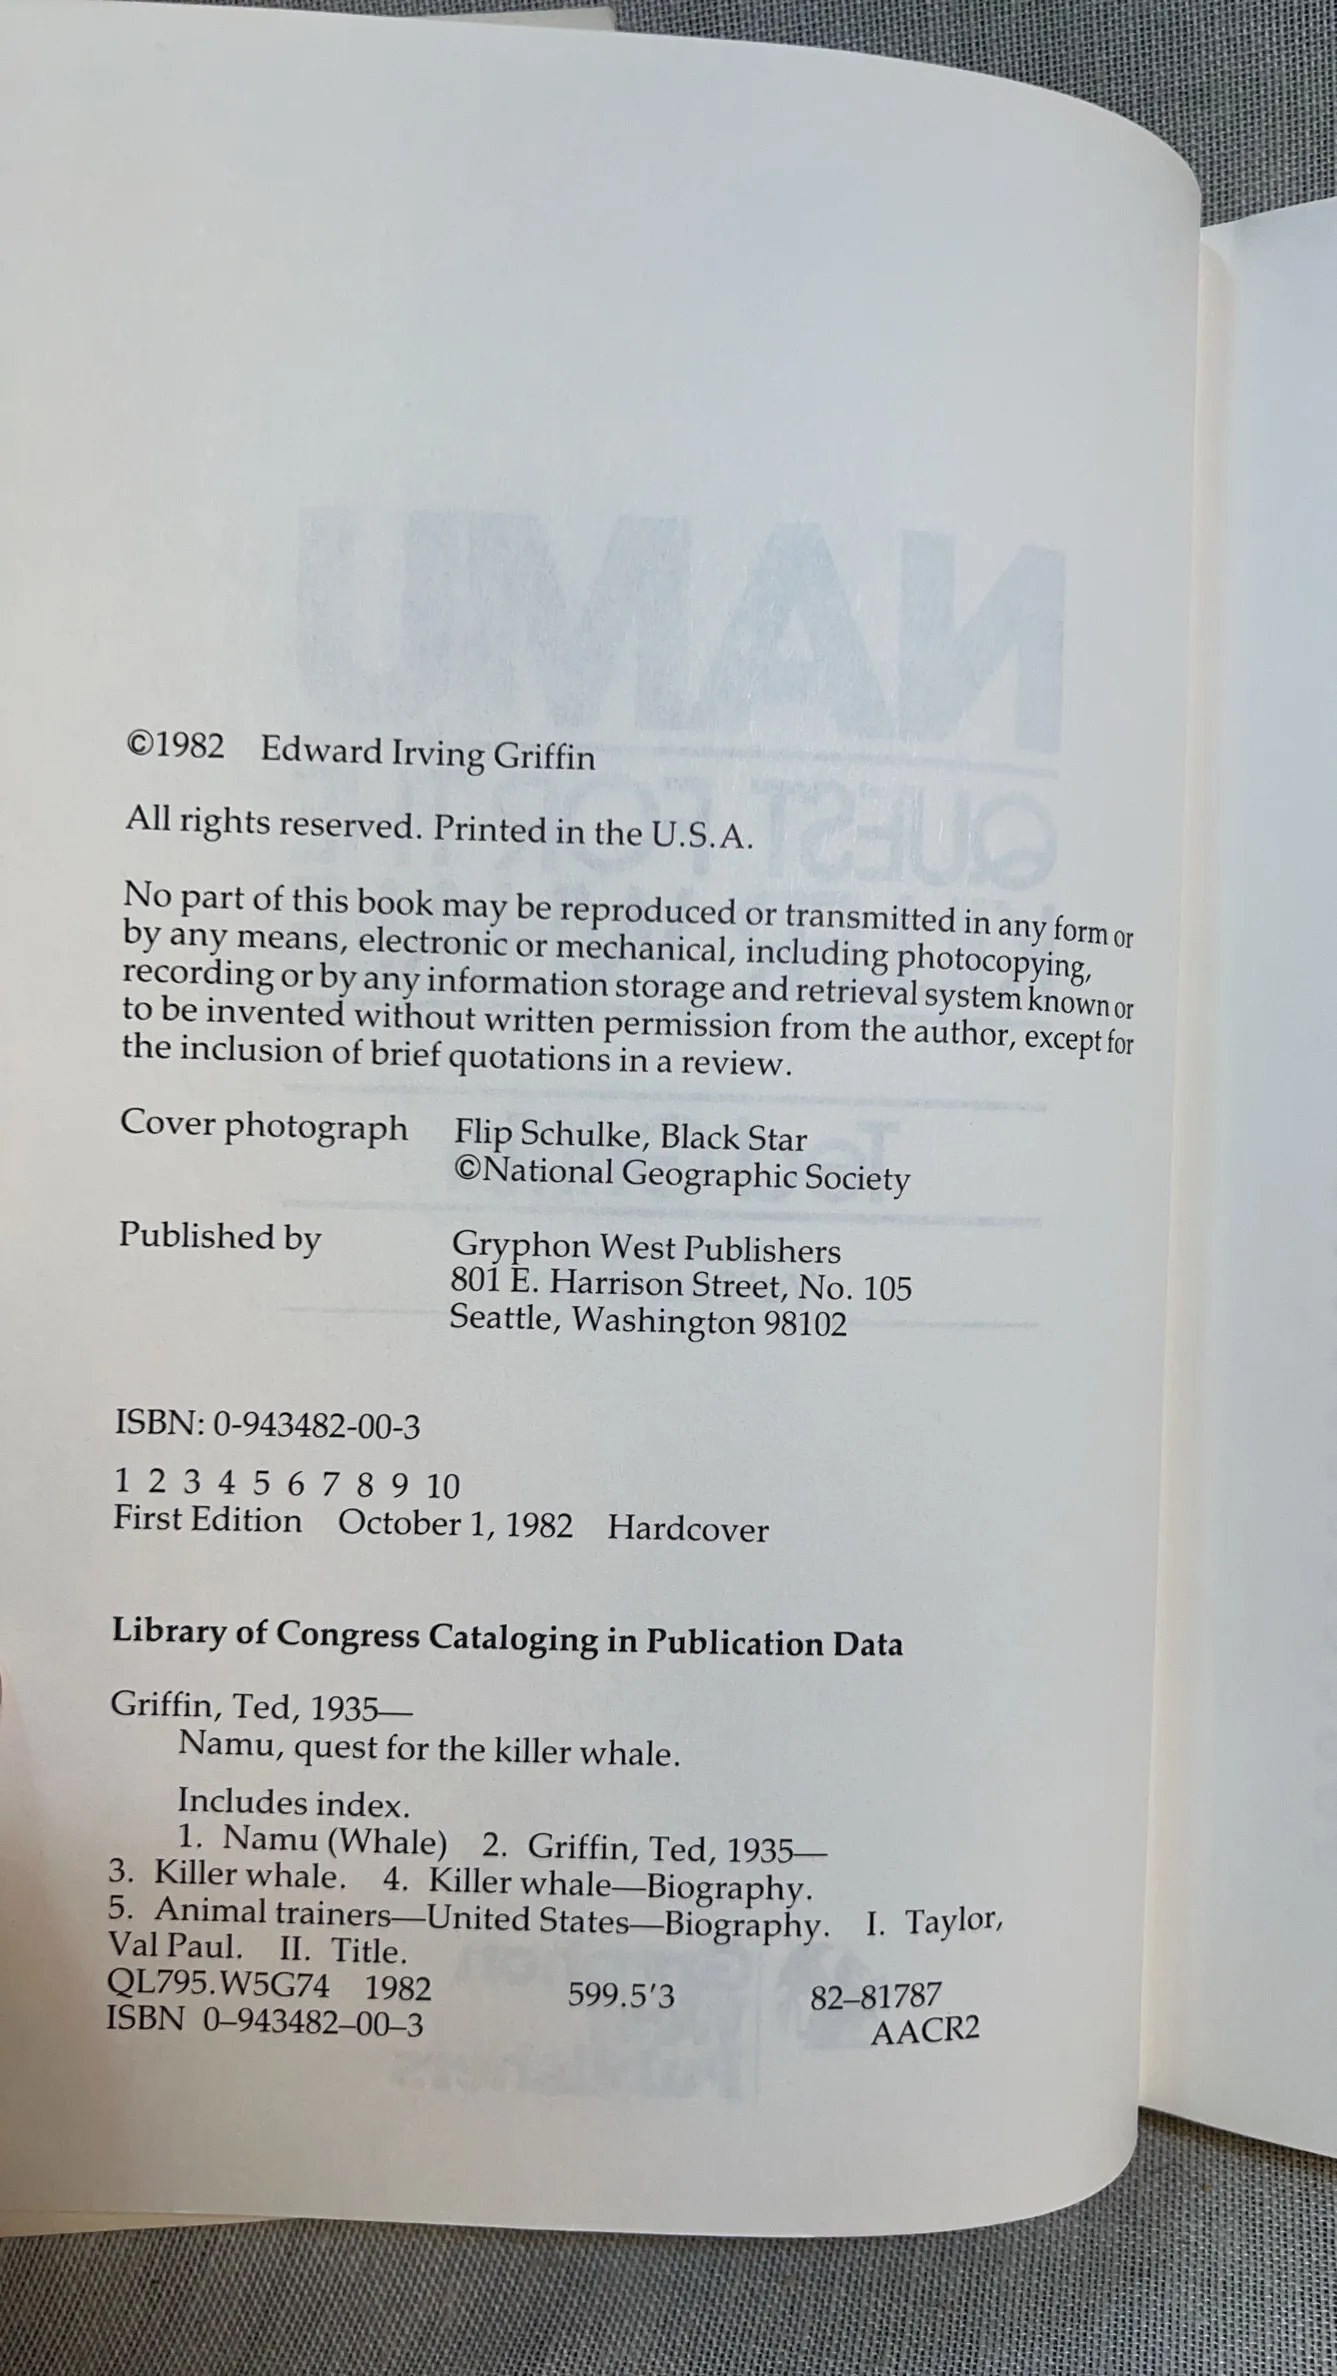 ©1982 Edward Irving Griffin
All rights reserved. Printed in the U.S.A.
No part of this book may be reproduced or transmitted in any form or
by any means, electronic or mechanical, including photocopying,
recording or by any information storage and retrieval system known or
to be invented without written permission from the author, except for
the inclusion of brief quotations in a review.
Cover photograph Flip Schulke, Black Star
©National Geographic Society
Published by Gryphon West Publishers
801 E. Harrison Street, No. 105
Seattle, Washington 98102
ISBN: 0-943482-00-3
1 2 3 4 5 6 7 8 9 10
First Edition October 1, 1982 Hardcover
Library of Congress Cataloging in Publication Data
Griffin, Ted, 1935—
Namu, quest for the killer whale.
Includes index.
1. Namu (Whale) 2. Griffin, Ted, 1935—
3. Killer whale. 4. Killer whale—Biography.
5. Animal trainers—United States—Biography. I. Taylor,
Val Paul. II. Title.
QL795.W5G74 1982 599.5'3 82–81787
ISBN 0–943482–00–3 AACR2